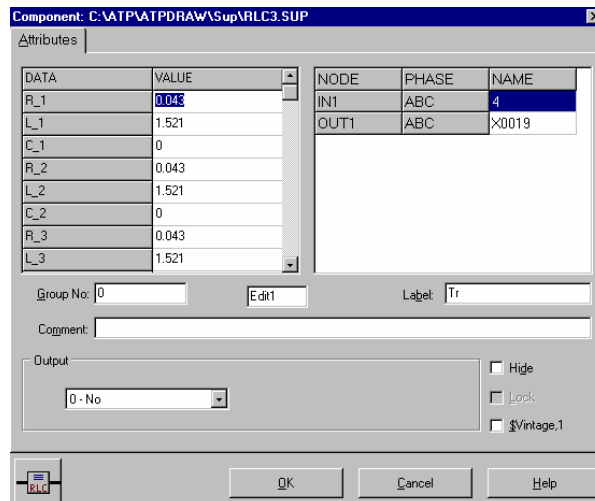 Component: C:\ATP\ATPDRAW\Sup\RLC3.SUP
Attributes
DATA VALUE
R_1 0.043
L_1 1.521
C_1 0
R_2 0.043
L_2 1.521
C_2 0
R_3 0.043
L_3 1.521
NODE PHASE NAME
IN1 ABC 4
OUT1 ABC X0019
Group No: 0
Edit1
Label: Tr
Comment:
Output
0 - No
Hide
Lock
$Vintage,1
RLC
OK
Cancel
Help